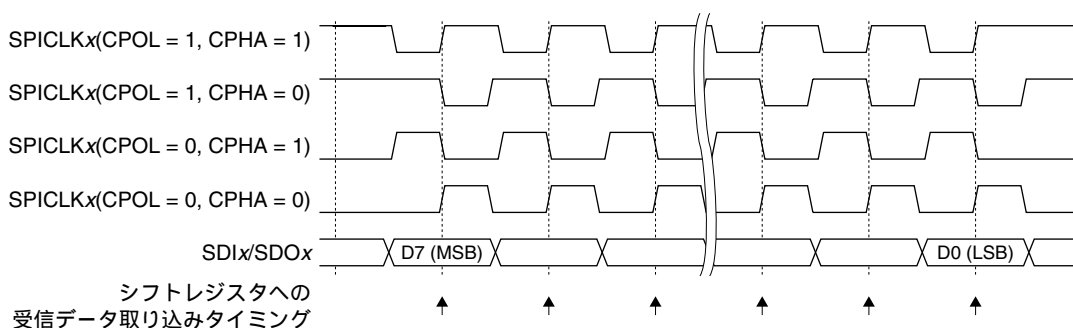 SPICLKx(CPOL = 1, CPHA = 1)
SPICLKx(CPOL = 1, CPHA = 0)
SPICLKx(CPOL = 0, CPHA = 1)
SPICLKx(CPOL = 0, CPHA = 0)
SDIx/SDOx D7 (MSB) D0 (LSB)
シフトレジスタへの
受信データ取り込みタイミング